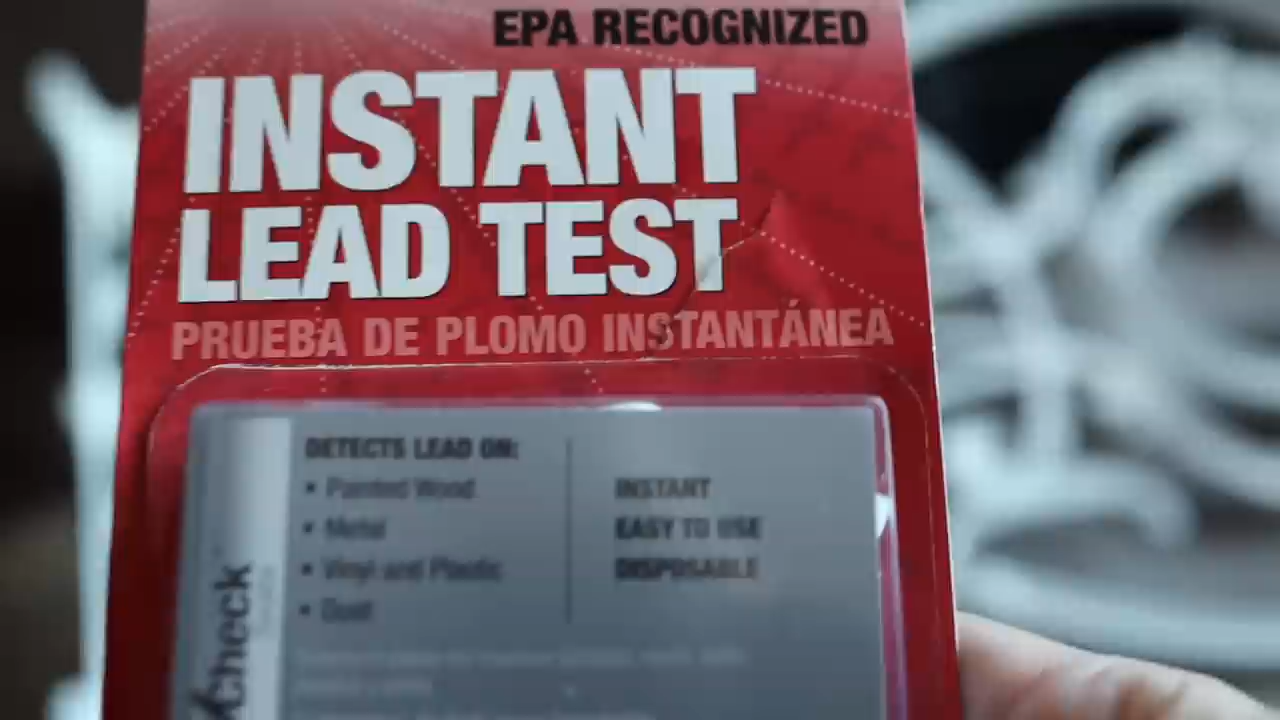 EPA RECOGNIZED
INSTANT
LEAD TEST
PRUEBA DE PLOMO INSTANTÁNEA
DETECTS LEAD ON:
• Painted Wood
• Metal
• Vinyl and Plastic
• Dust
INSTANT
EASY TO USE
DISPOSABLE
check